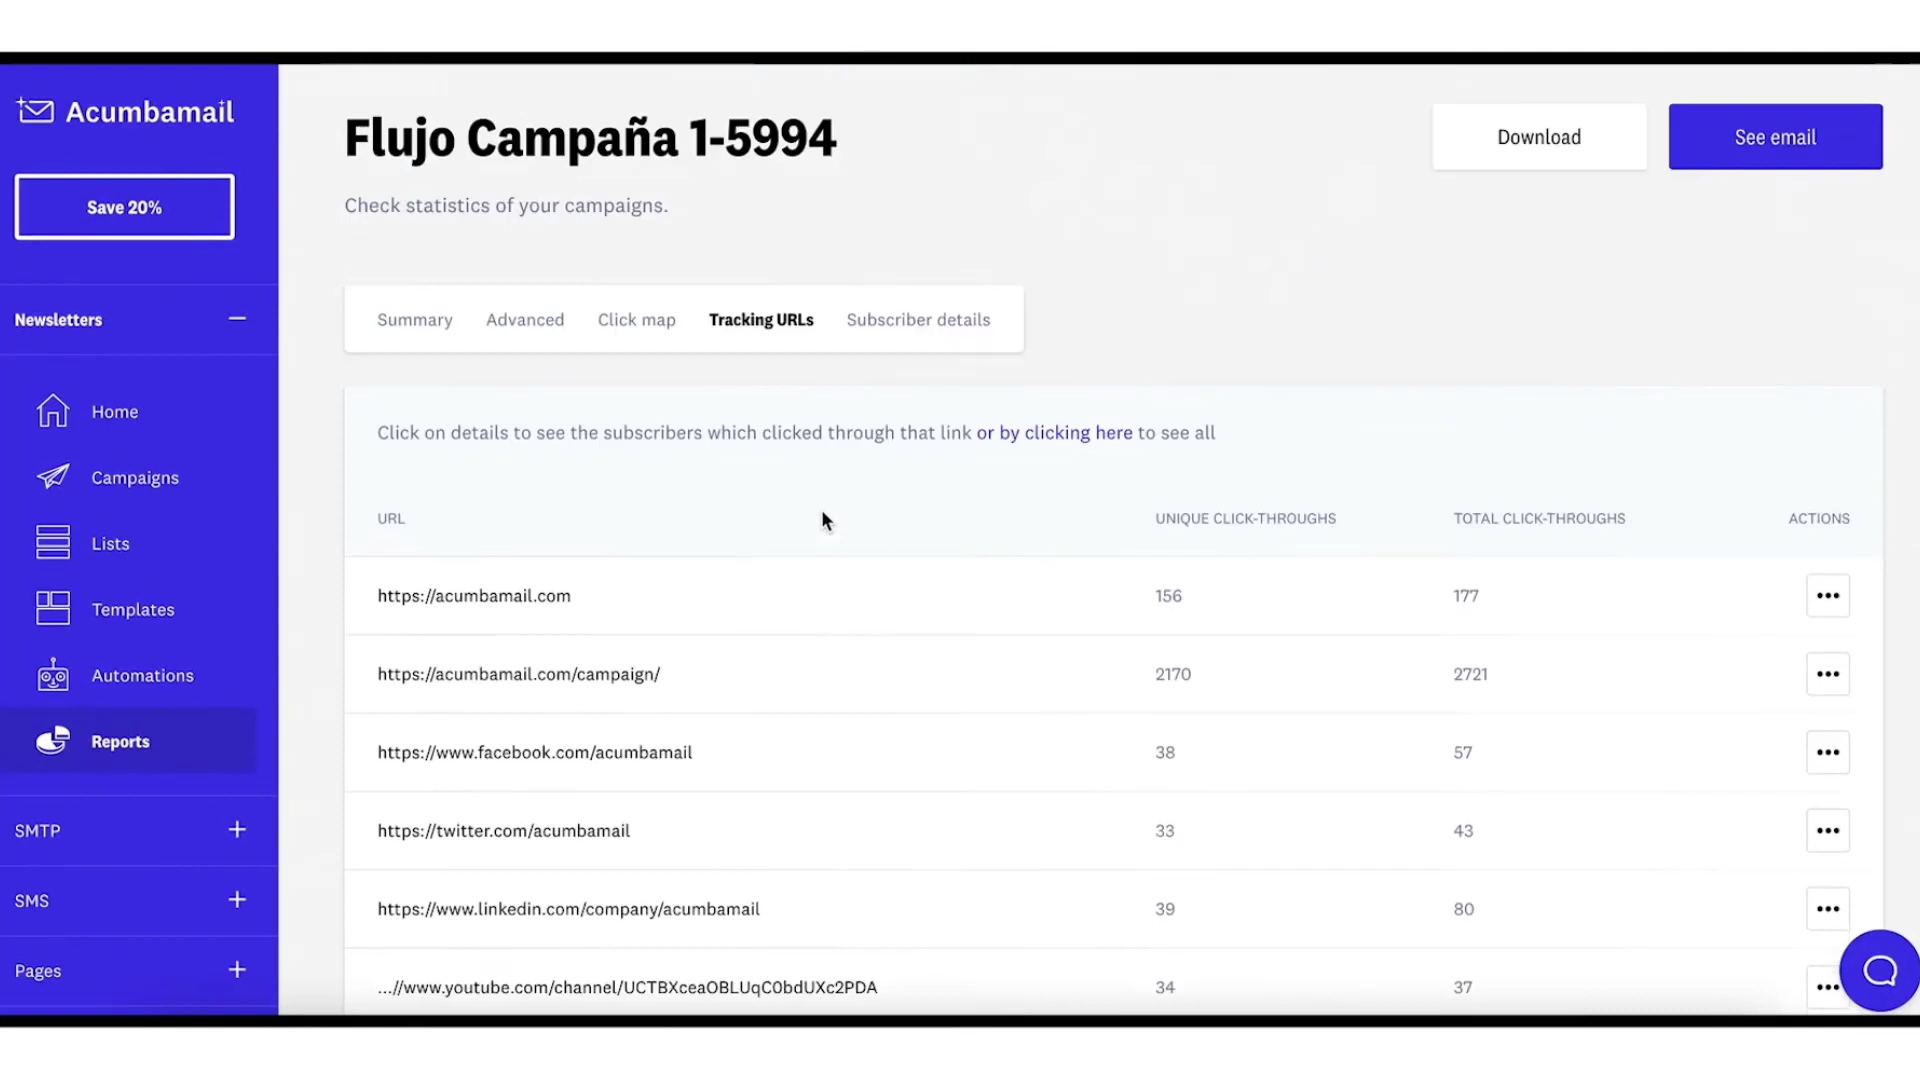 Acumbamail
Save 20%
Newsletters
Home
Campaigns
Lists
Templates
Automations
Reports
SMTP
SMS
Pages
Flujo Campaña 1-5994
Check statistics of your campaigns.
Download
See email
Summary Advanced Click map Tracking URLs Subscriber details
Click on details to see the subscribers which clicked through that link or by clicking here to see all
URL UNIQUE CLICK-THROUGHS TOTAL CLICK-THROUGHS ACTIONS
https://acumbamail.com 156 177
https://acumbamail.com/campaign/ 2170 2721
https://www.facebook.com/acumbamail 38 57
https://twitter.com/acumbamail 33 43
https://www.linkedin.com/company/acumbamail 39 80
...//www.youtube.com/channel/UCTBXceaOBLUqC0bdUXc2PDA 34 37